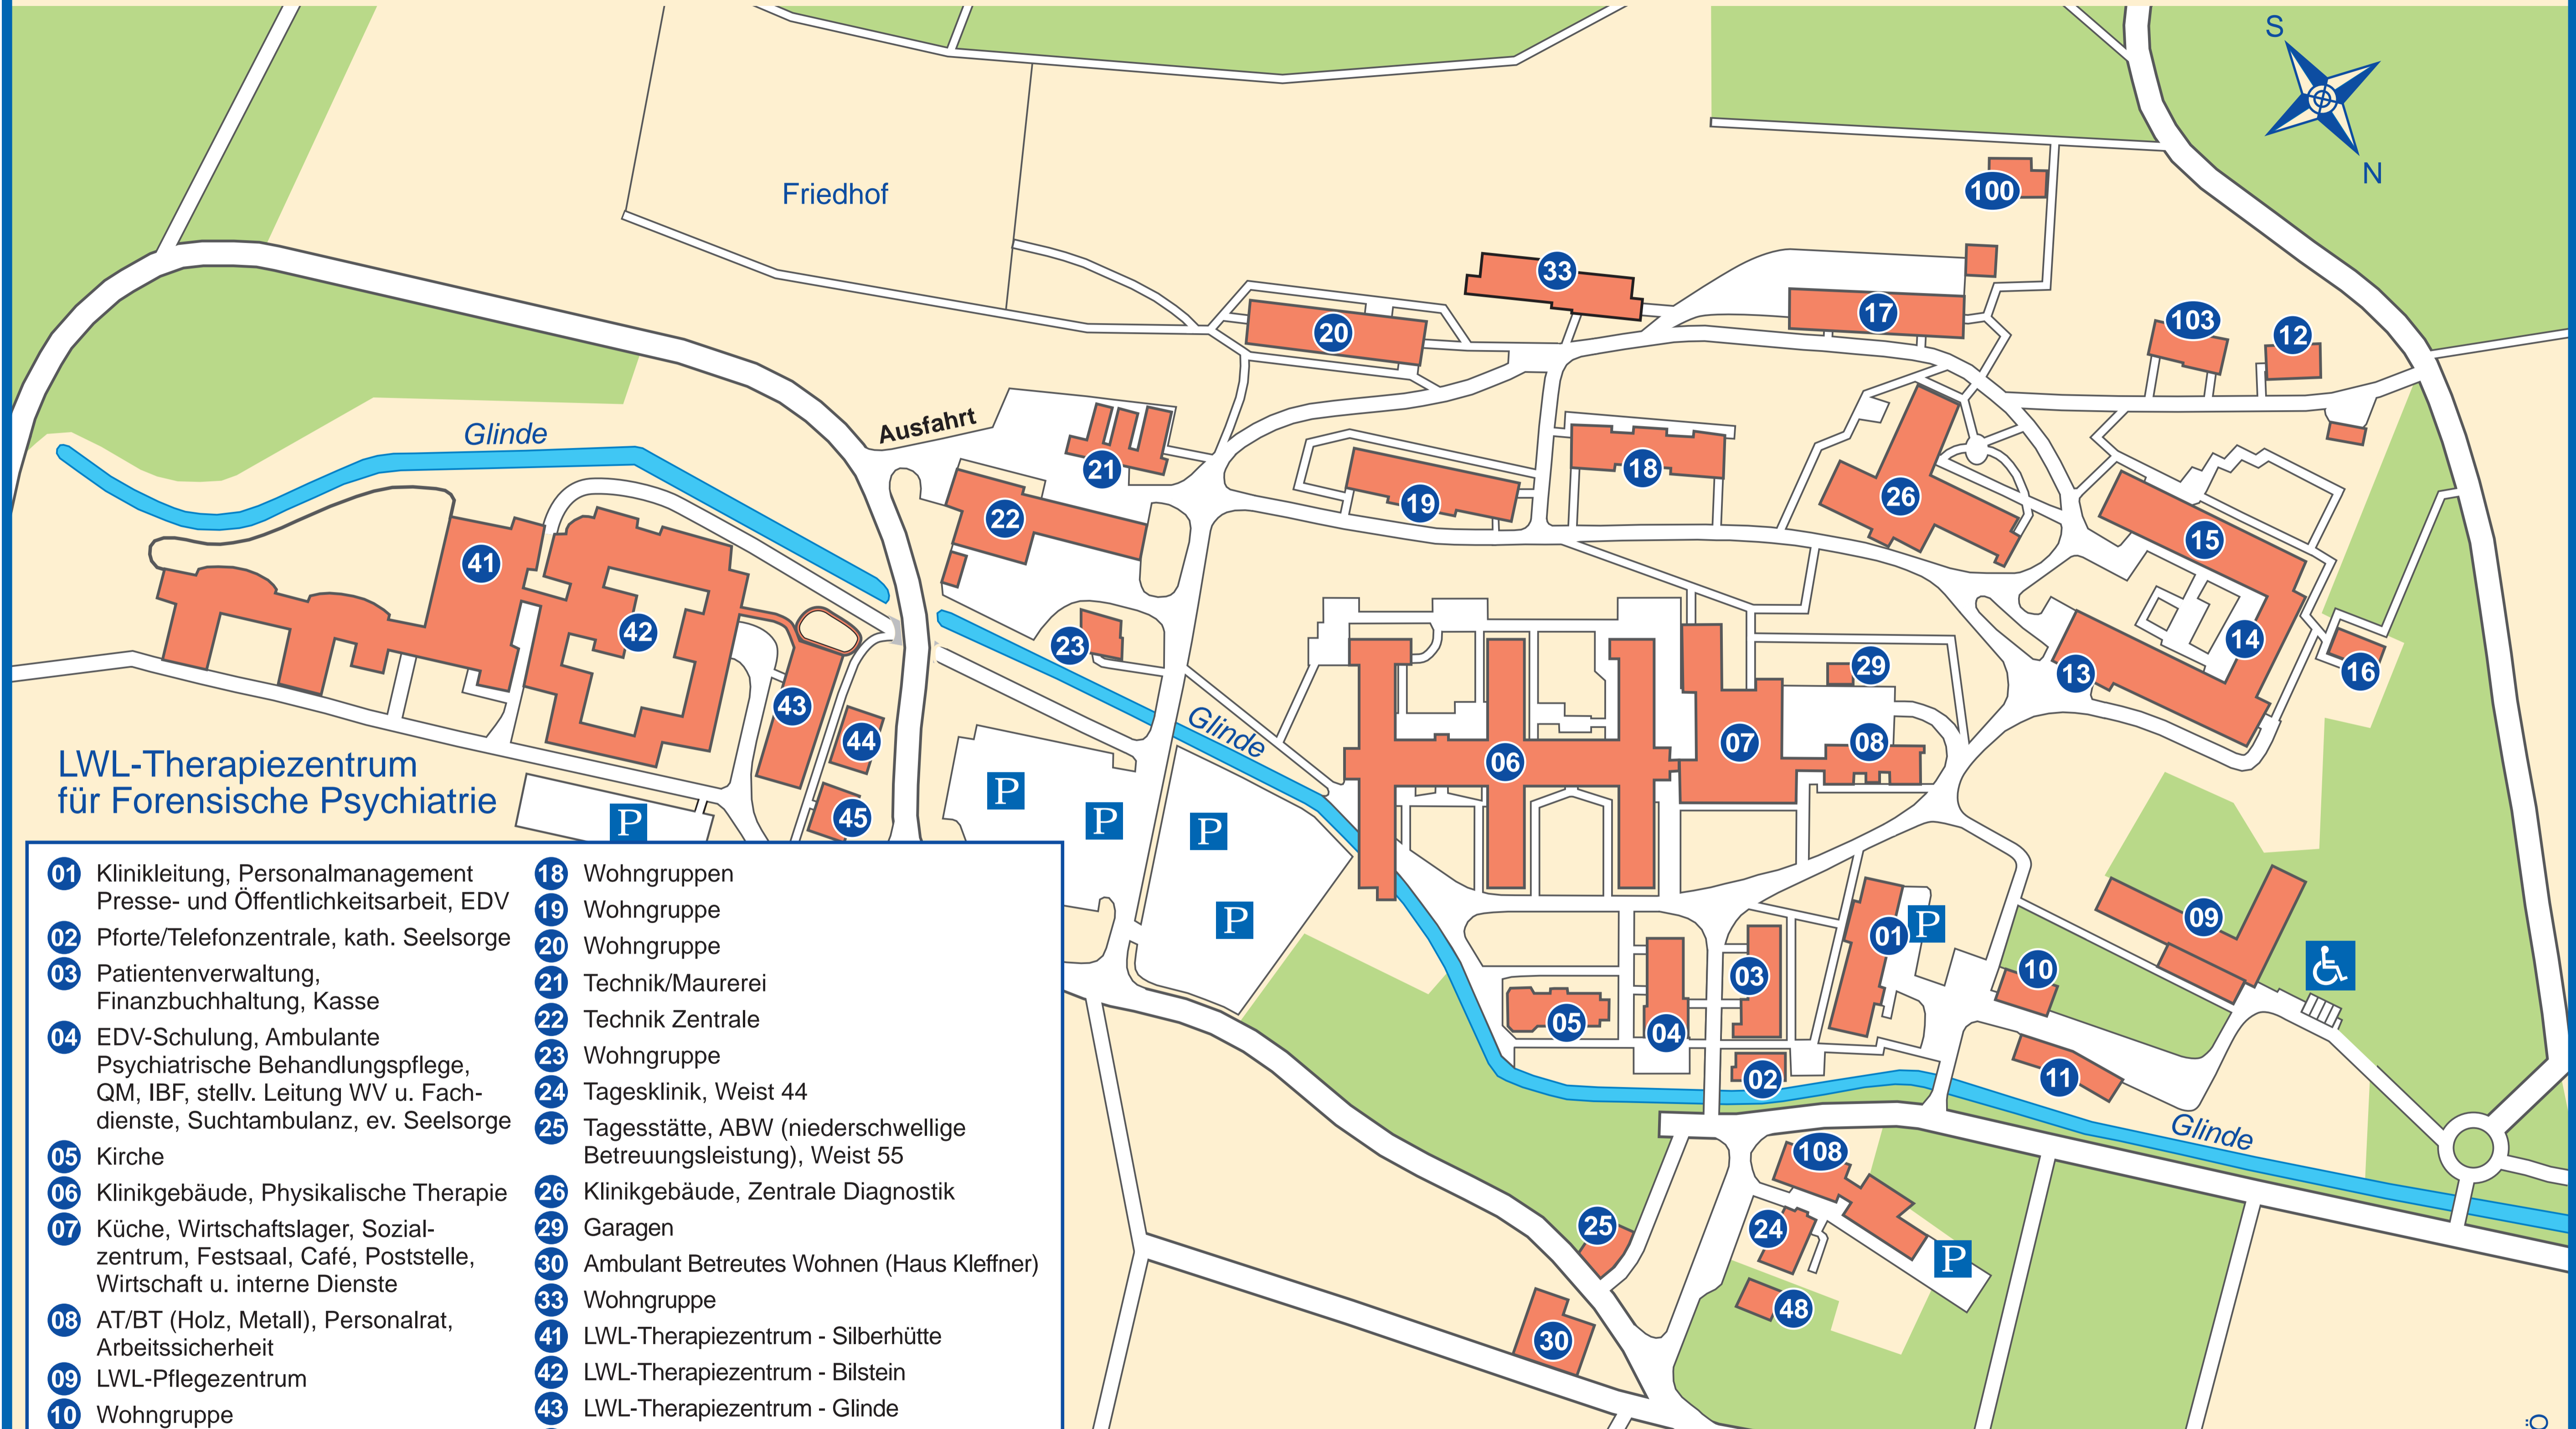 S
N
Friedhof
100
33
17
103
12
20
Ausfahrt
Glinde
21
18
19
26
22
15
41
42
23
14
13
16
29
43
44
Glinde
06
07
08
LWL-Therapiezentrum
für Forensische Psychiatrie
P
45
P
P
P
P
01
P
09
10
03
05
04
02
11
Glinde
108
25
24
P
48
30
01 Klinikleitung, Personalmanagement
Presse- und Öffentlichkeitsarbeit, EDV
02 Pforte/Telefonzentrale, kath. Seelsorge
03 Patientenverwaltung,
Finanzbuchhaltung, Kasse
04 EDV-Schulung, Ambulante
Psychiatrische Behandlungspflege,
QM, IBF, stellv. Leitung WV u. Fach-
dienste, Suchtambulanz, ev. Seelsorge
05 Kirche
06 Klinikgebäude, Physikalische Therapie
07 Küche, Wirtschaftslager, Sozial-
zentrum, Festsaal, Café, Poststelle,
Wirtschaft u. interne Dienste
08 AT/BT (Holz, Metall), Personalrat,
Arbeitssicherheit
09 LWL-Pflegezentrum
10 Wohngruppe
18 Wohngruppen
19 Wohngruppe
20 Wohngruppe
21 Technik/Maurerei
22 Technik Zentrale
23 Wohngruppe
24 Tagesklinik, Weist 44
25 Tagesstätte, ABW (niederschwellige
Betreuungsleistung), Weist 55
26 Klinikgebäude, Zentrale Diagnostik
29 Garagen
30 Ambulant Betreutes Wohnen (Haus Kleffner)
33 Wohngruppe
41 LWL-Therapiezentrum - Silberhütte
42 LWL-Therapiezentrum - Bilstein
43 LWL-Therapiezentrum - Glinde
Ö